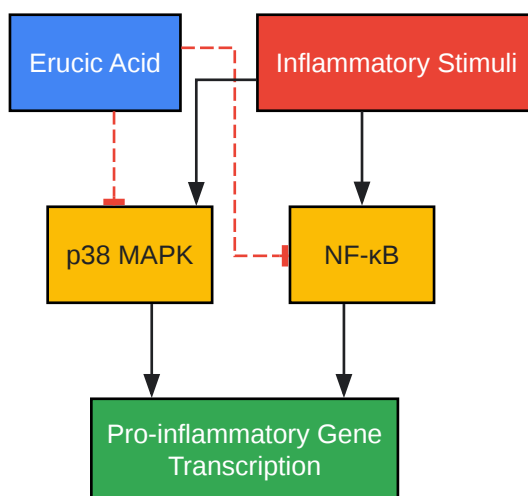 Erucic Acid
Inflammatory Stimuli
p38 MAPK
NF-κB
Pro-inflammatory Gene
Transcription